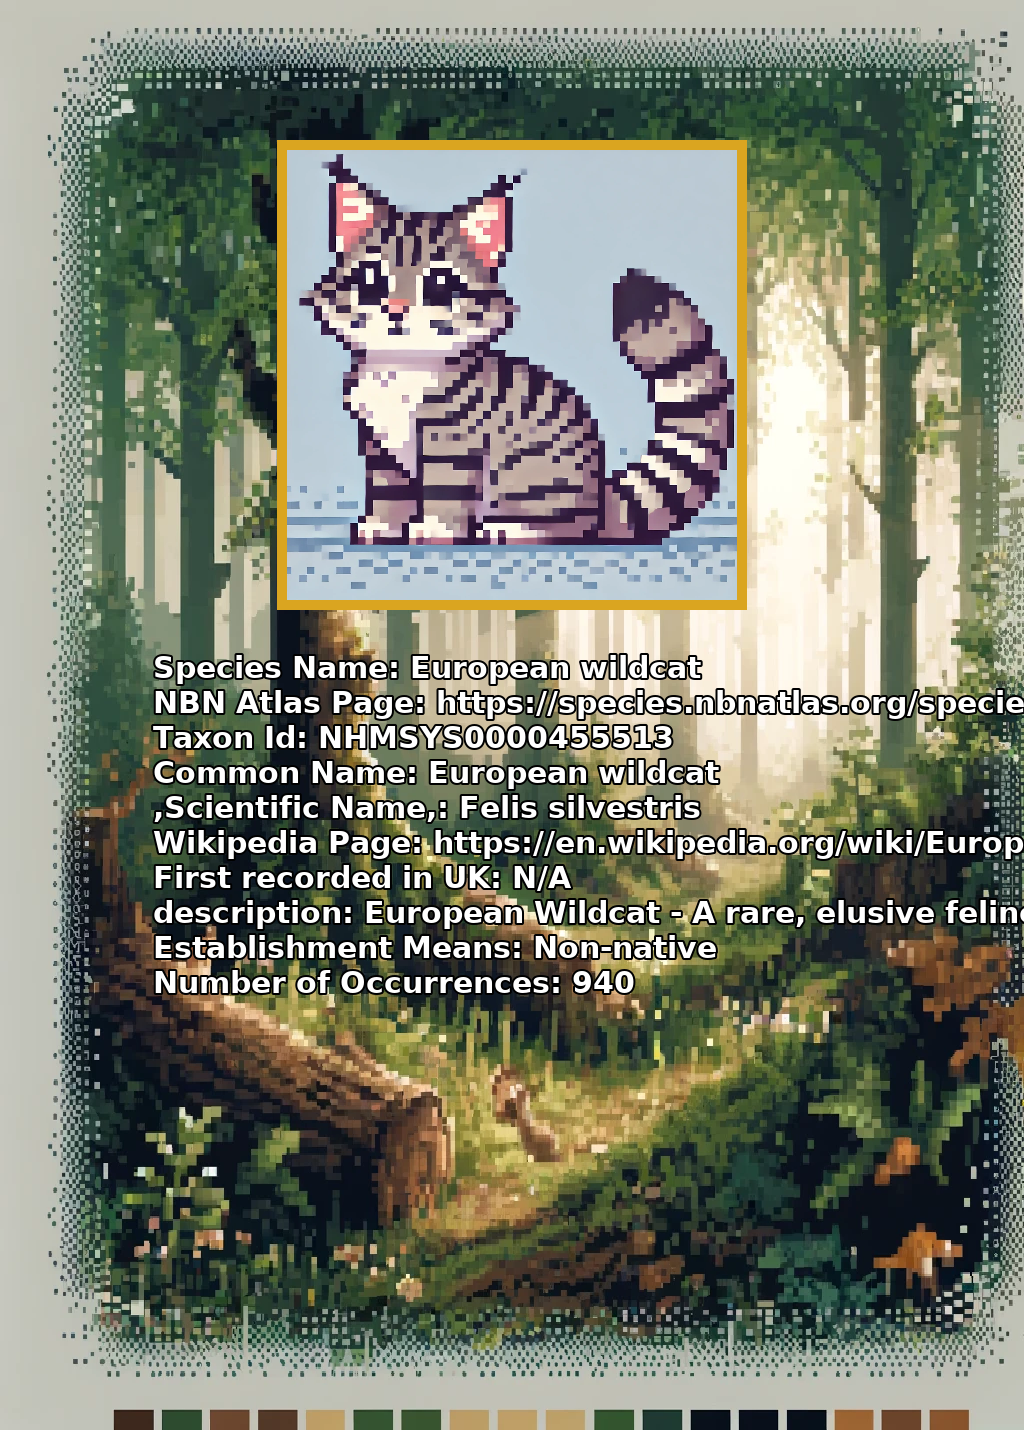 Species Name: European wildcat
NBN Atlas Page: https://species.nbnatlas.org/specie
Taxon Id: NHMSYS0000455513
Common Name: European wildcat
,Scientific Name,: Felis silvestris
Wikipedia Page: https://en.wikipedia.org/wiki/Europ
First recorded in UK: N/A
description: European Wildcat - A rare, elusive feline
Establishment Means: Non-native
Number of Occurrences: 940